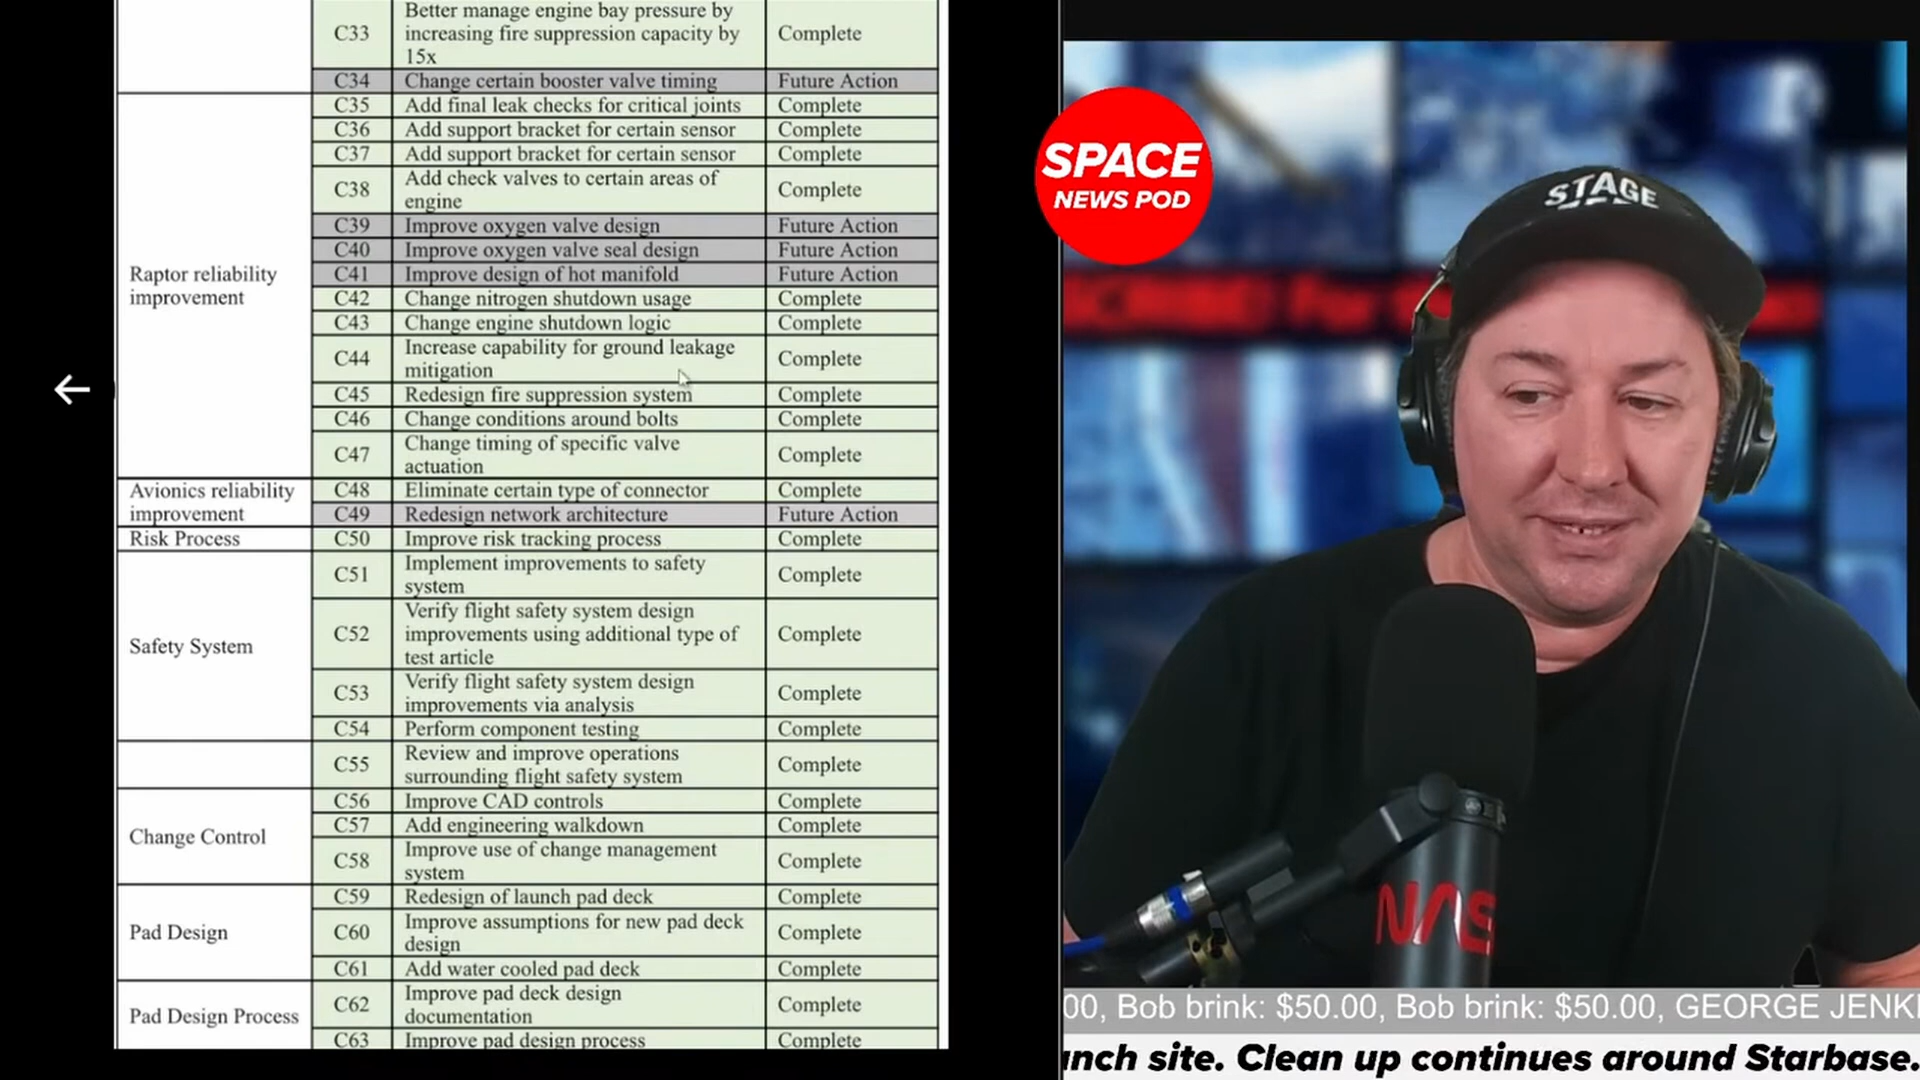 C33 Better manage engine bay pressure by
increasing fire suppression capacity by
15x Complete
C34 Change certain booster valve timing Future Action
Raptor reliability
improvement
C35 Add final leak checks for critical joints Complete
C36 Add support bracket for certain sensor Complete
C37 Add support bracket for certain sensor Complete
C38 Add check valves to certain areas of
engine Complete
C39 Improve oxygen valve design Future Action
C40 Improve oxygen valve seal design Future Action
C41 Improve design of hot manifold Future Action
C42 Change nitrogen shutdown usage Complete
C43 Change engine shutdown logic Complete
C44 Increase capability for ground leakage
mitigation Complete
C45 Redesign fire suppression system Complete
C46 Change conditions around bolts Complete
C47 Change timing of specific valve
actuation Complete
Avionics reliability
improvement
C48 Eliminate certain type of connector Complete
C49 Redesign network architecture Future Action
Risk Process C50 Improve risk tracking process Complete
Safety System
C51 Implement improvements to safety
system Complete
C52 Verify flight safety system design
improvements using additional type of
test article Complete
C53 Verify flight safety system design
improvements via analysis Complete
C54 Perform component testing Complete
C55 Review and improve operations
surrounding flight safety system Complete
Change Control
C56 Improve CAD controls Complete
C57 Add engineering walkdown Complete
C58 Improve use of change management
system Complete
Pad Design
C59 Redesign of launch pad deck Complete
C60 Improve assumptions for new pad deck
design Complete
C61 Add water cooled pad deck Complete
Pad Design Process
C62 Improve pad deck design
documentation Complete
C63 Improve pad design process Complete
SPACE
NEWS POD
STAGE
NAS
00, Bob brink: $50.00, Bob brink: $50.00, GEORGE JENK
nch site. Clean up continues around Starbase.